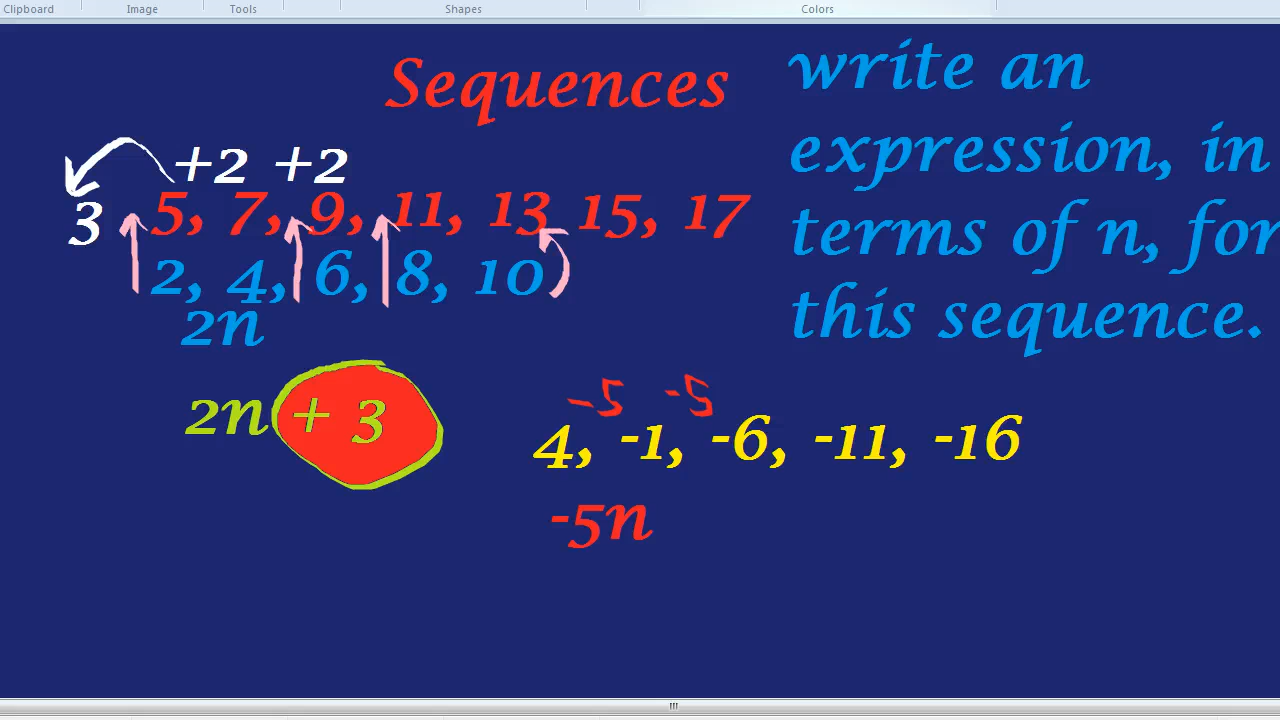 Clipboard Image Tools Shapes Colors
Sequences
write an
expression, in
terms of n, for
this sequence.
+2 +2
3 5, 7, 9, 11, 13 15, 17
2, 4, 6, 8, 10
2n
2n + 3
-5 -5
4, -1, -6, -11, -16
-5n